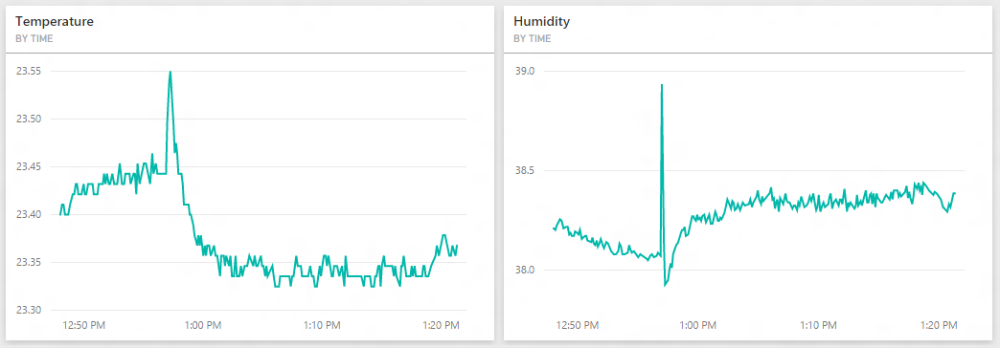 Temperature
BY TIME
23.55
23.50
23.45
23.40
23.35
23.30
12:50 PM 1:00 PM 1:10 PM 1:20 PM
Humidity
BY TIME
39.0
38.5
38.0
12:50 PM 1:00 PM 1:10 PM 1:20 PM